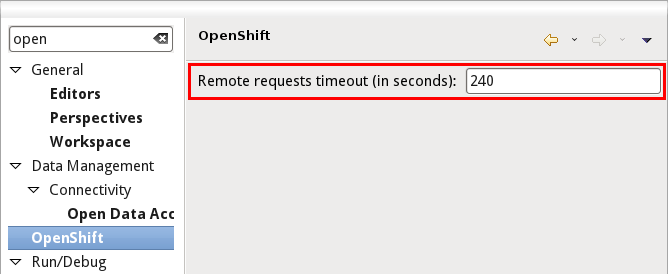 open
General
Editors
Perspectives
Workspace
Data Management
Connectivity
Open Data Acc
OpenShift
Run/Debug
OpenShift
Remote requests timeout (in seconds): 240